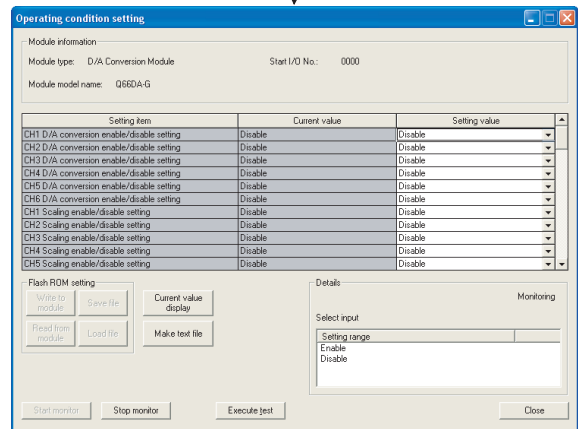 Operating condition setting
Module information
Module type: D/A Conversion Module Start I/O No.: 0000
Module model name: Q66DA-G
Setting item Current value Setting value
CH1 D/A conversion enable/disable setting Disable Disable
CH2 D/A conversion enable/disable setting Disable Disable
CH3 D/A conversion enable/disable setting Disable Disable
CH4 D/A conversion enable/disable setting Disable Disable
CH5 D/A conversion enable/disable setting Disable Disable
CH6 D/A conversion enable/disable setting Disable Disable
CH1 Scaling enable/disable setting Disable Disable
CH2 Scaling enable/disable setting Disable Disable
CH3 Scaling enable/disable setting Disable Disable
CH4 Scaling enable/disable setting Disable Disable
CH5 Scaling enable/disable setting Disable Disable
Flash ROM setting
Write to module
Save file
Current value display
Read from module
Load file
Make text file
Details
Monitoring
Select input
Setting range
Enable
Disable
Start monitor Stop monitor Execute test Close